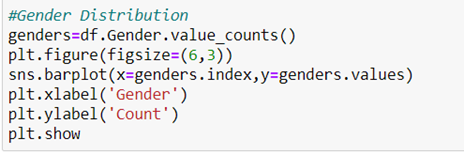 #Gender Distribution
genders=df.Gender.value_counts()
plt.figure(figsize=(6,3))
sns.barplot(x=genders.index,y=genders.values)
plt.xlabel('Gender')
plt.ylabel('Count')
plt.show